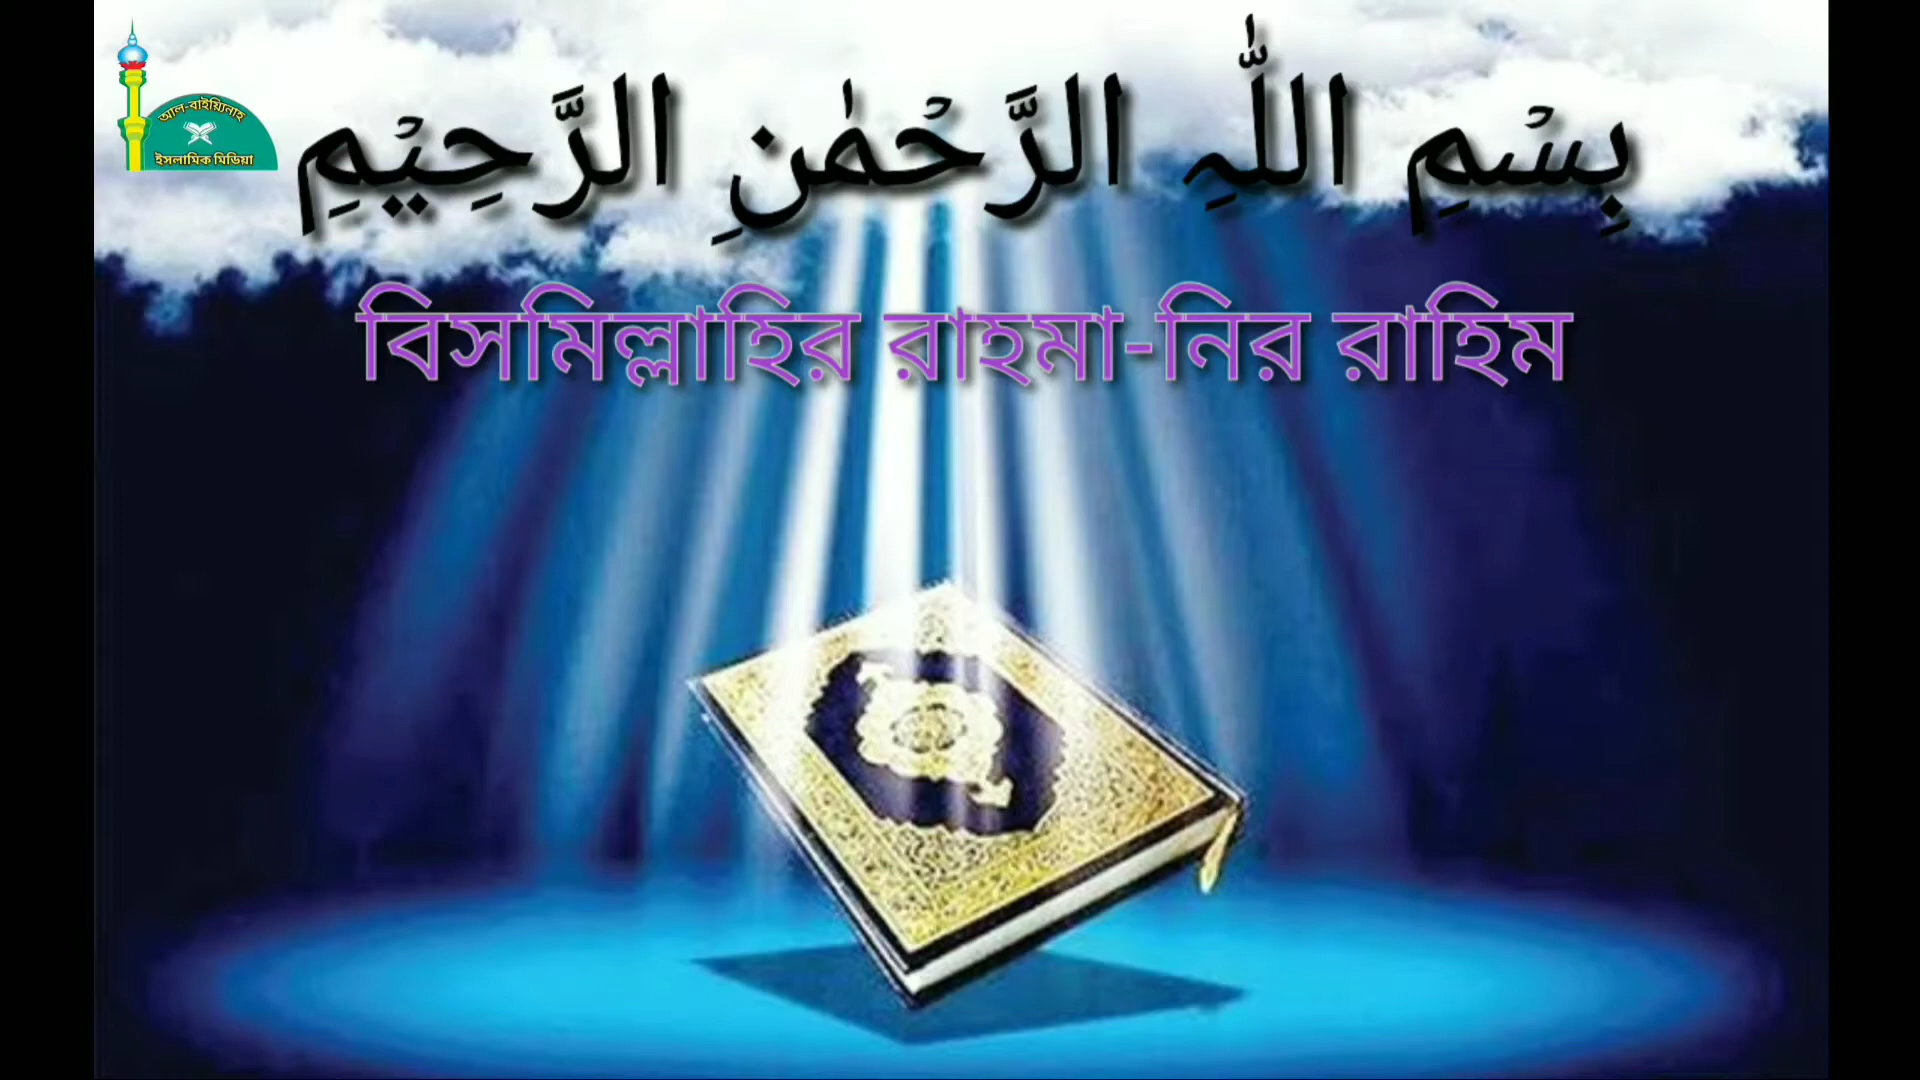 আল-বাইয়্যিনাহ
ইসলামিক মিডিয়া
بِسْمِ اللّٰہِ الرَّحْمٰنِ الرَّحِیْمِ
বিসমিল্লাহির রাহমা-নির রাহিম